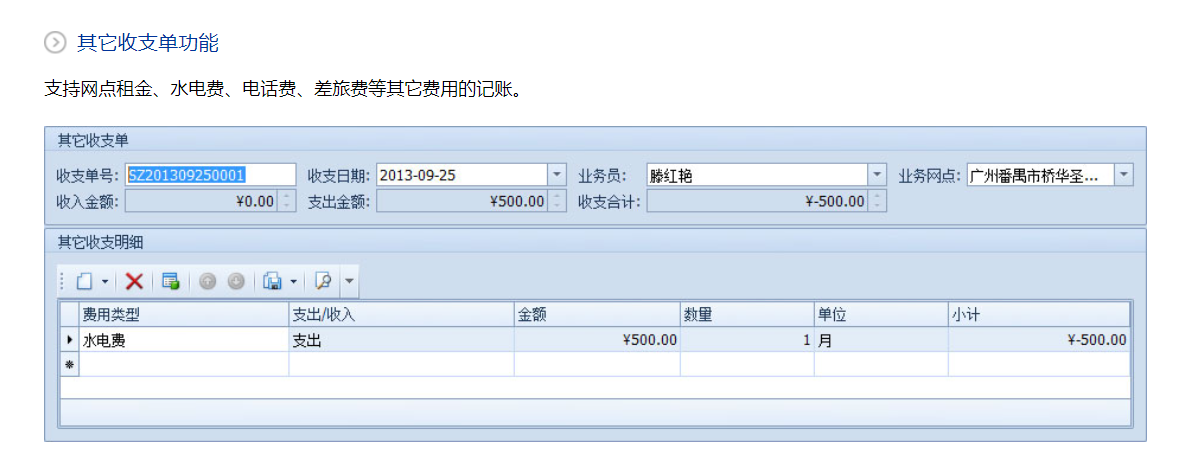 其它收支单功能
支持网点租金、水电费、电话费、差旅费等其它费用的记账。
其它收支单
收支单号: SZ201309250001 收支日期: 2013-09-25 业务员: 滕红艳 业务网点: 广州番禺市桥华圣...
收入金额: ¥0.00 支出金额: ¥500.00 收支合计: ¥-500.00
其它收支明细
费用类型 支出/收入 金额 数量 单位 小计
水电费 支出 ¥500.00 1 月 ¥-500.00